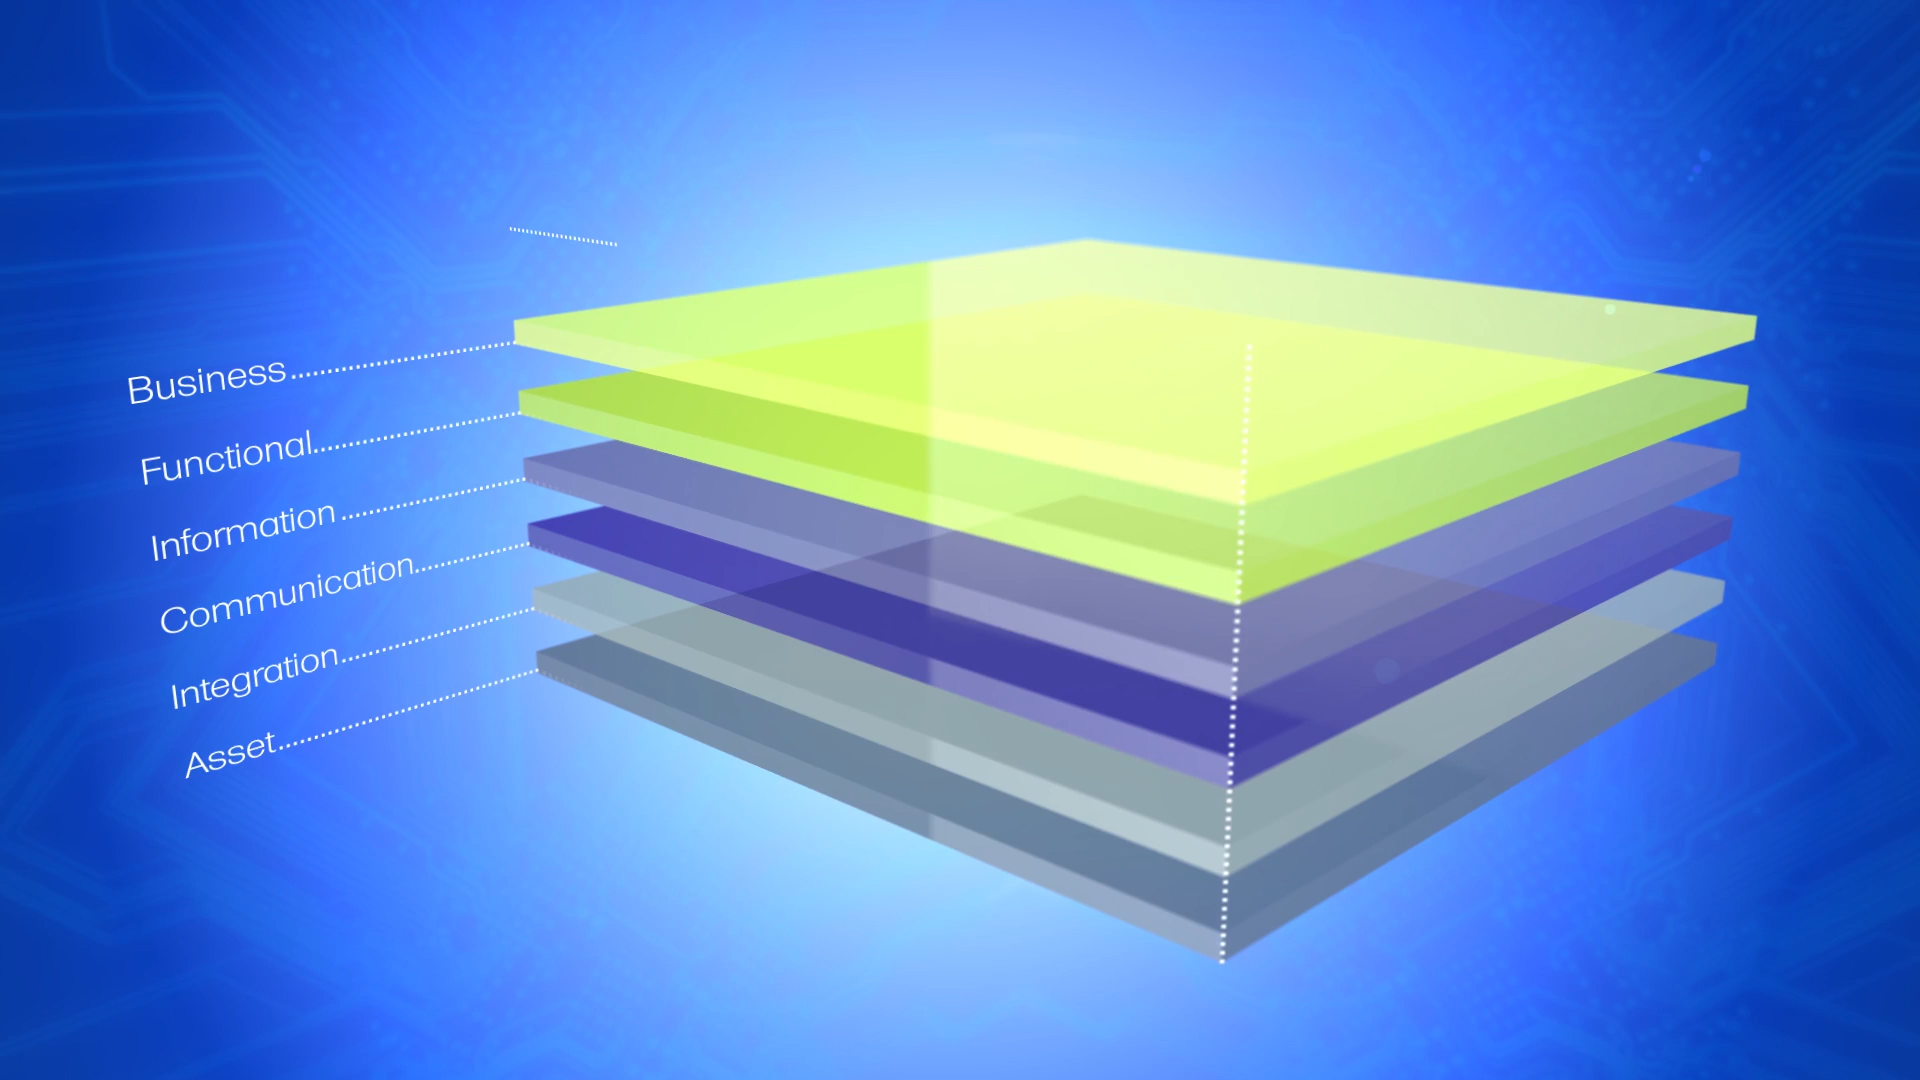 Business
Functional
Information
Communication
Integration
Asset